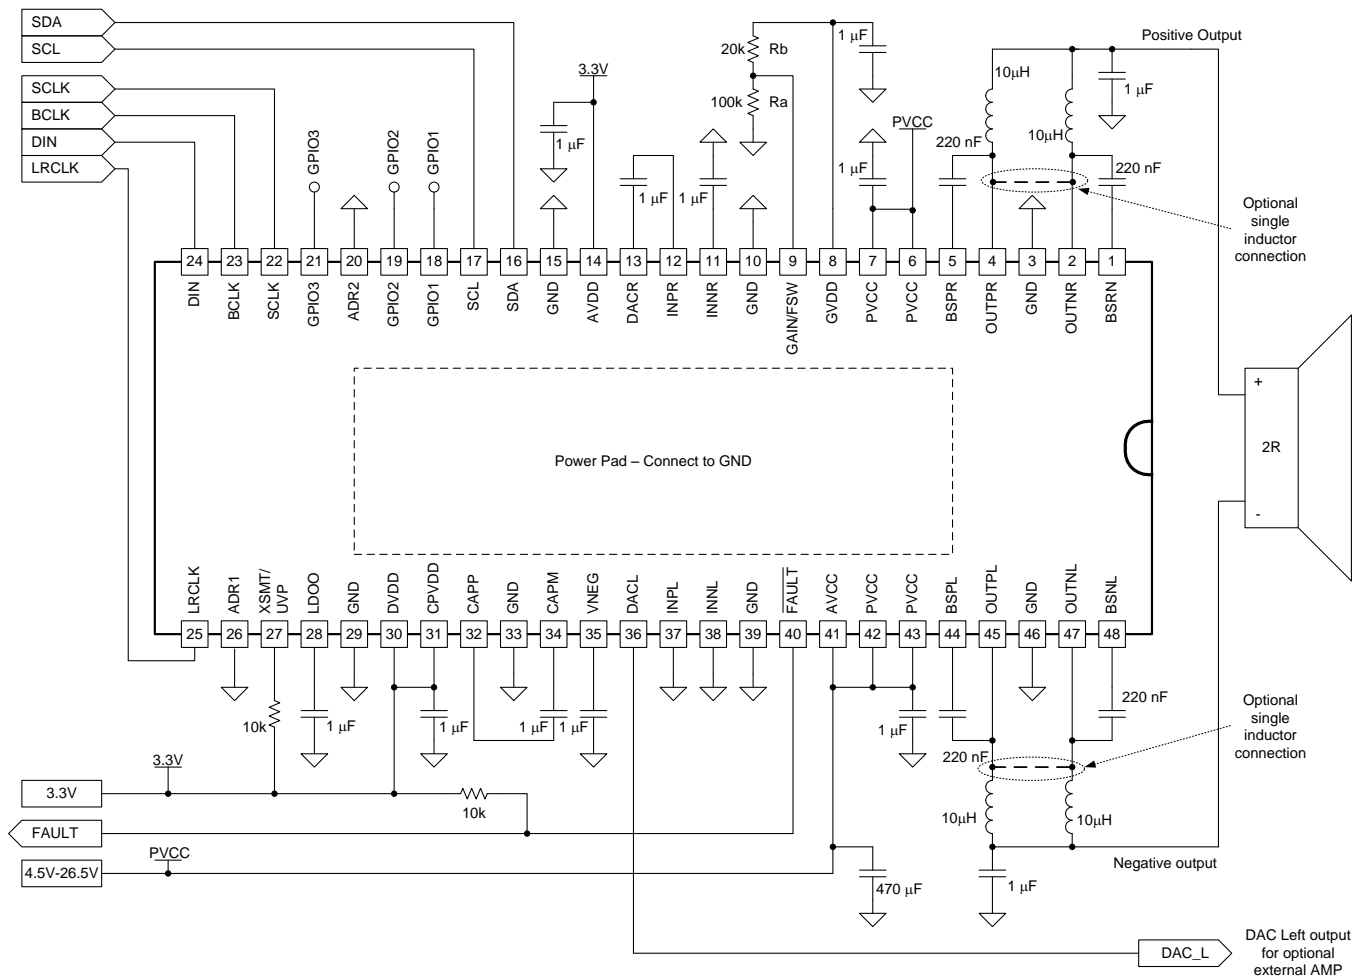 SDA
SCL
SCLK
BCLK
DIN
LRCLK
GPIO3
GPIO2
GPIO1
3.3V
1 µF
1 µF
1 µF
20k
Rb
100k
Ra
1 µF
1 µF
PVCC
220 nF
10µH
10µH
1 µF
220 nF
Positive Output
Optional
single
inductor
connection
24
23
22
21
20
19
18
17
16
15
14
13
12
11
10
9
8
7
6
5
4
3
2
1
DIN
BCLK
SCLK
GPIO3
ADR2
GPIO2
GPIO1
SCL
SDA
GND
AVDD
DACR
INPR
INNR
GND
GAIN/FSW
GVDD
PVCC
PVCC
BSPR
OUTPR
GND
OUTNR
BSRN
Power Pad – Connect to GND
+
2R
-
LRCLK
ADR1
XSMT/
UVP
LDOO
GND
DVDD
CPVDD
CAPP
GND
CAPM
VNEG
DACL
INPL
INNL
GND
FAULT
AVCC
PVCC
PVCC
BSPL
OUTPL
GND
OUTNL
BSNL
25
26
27
28
29
30
31
32
33
34
35
36
37
38
39
40
41
42
43
44
45
46
47
48
10k
1 µF
1 µF
1 µF
1 µF
1 µF
220 nF
220 nF
Optional
single
inductor
connection
3.3V
3.3V
10k
10µH
10µH
FAULT
PVCC
4.5V-26.5V
470 µF
1 µF
Negative output
DAC_L
DAC Left output
for optional
external AMP